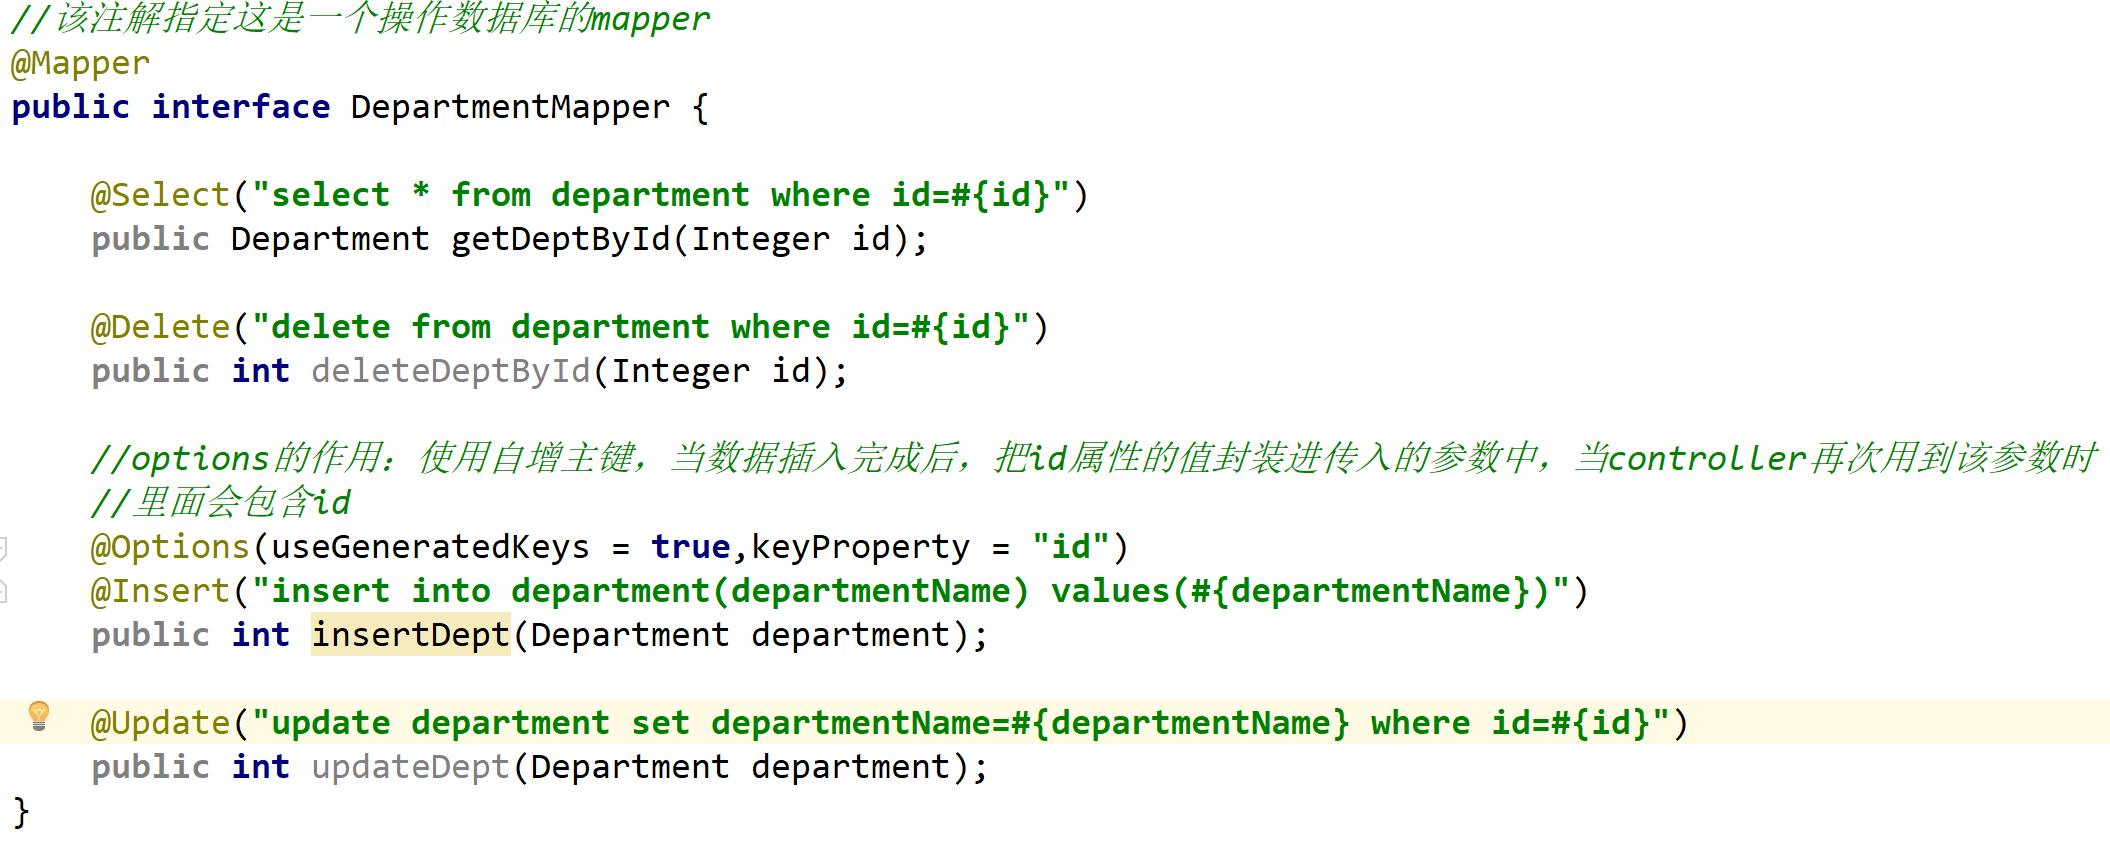 //该注解指定这是一个操作数据库的mapper
@Mapper
public interface DepartmentMapper {
@Select("select * from department where id=#{id}")
public Department getDeptById(Integer id);
@Delete("delete from department where id=#{id}")
public int deleteDeptById(Integer id);
//options的作用：使用自增主键，当数据插入完成后，把id属性的值封装进传入的参数中，当controller再次用到该参数时
//里面会包含id
@Options(useGeneratedKeys = true,keyProperty = "id")
@Insert("insert into department(departmentName) values(#{departmentName})")
public int insertDept(Department department);
@Update("update department set departmentName=#{departmentName} where id=#{id}")
public int updateDept(Department department);
}